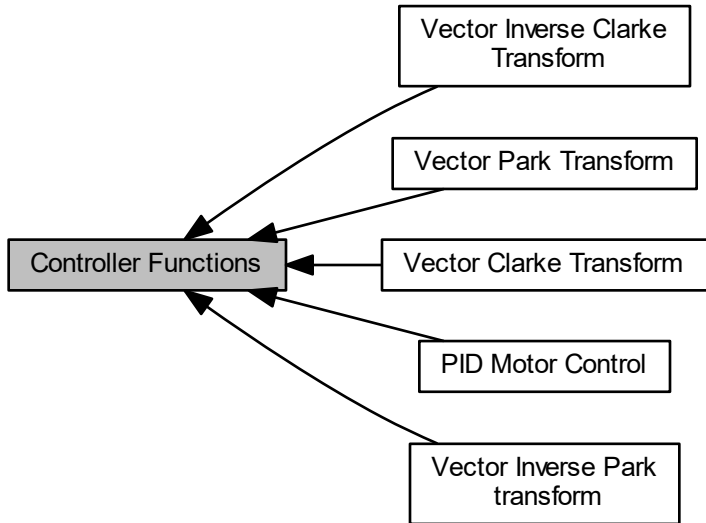 Vector Inverse Clarke
Transform
Vector Park Transform
Controller Functions
Vector Clarke Transform
PID Motor Control
Vector Inverse Park
transform